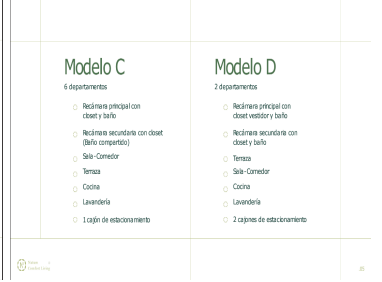 Modelo C
6 departamentos
Recámara principal con
closet y baño
Recámara secundaria con closet
(Baño compartido)
Sala-Comedor
Terraza
Cocina
Lavandería
1 cajón de estacionamiento
Modelo D
2 departamentos
Recámara principal con
closet vestidor y baño
Recámara secundaria con
closet y baño
Terraza
Sala-Comedor
Cocina
Lavandería
2 cajones de estacionamiento